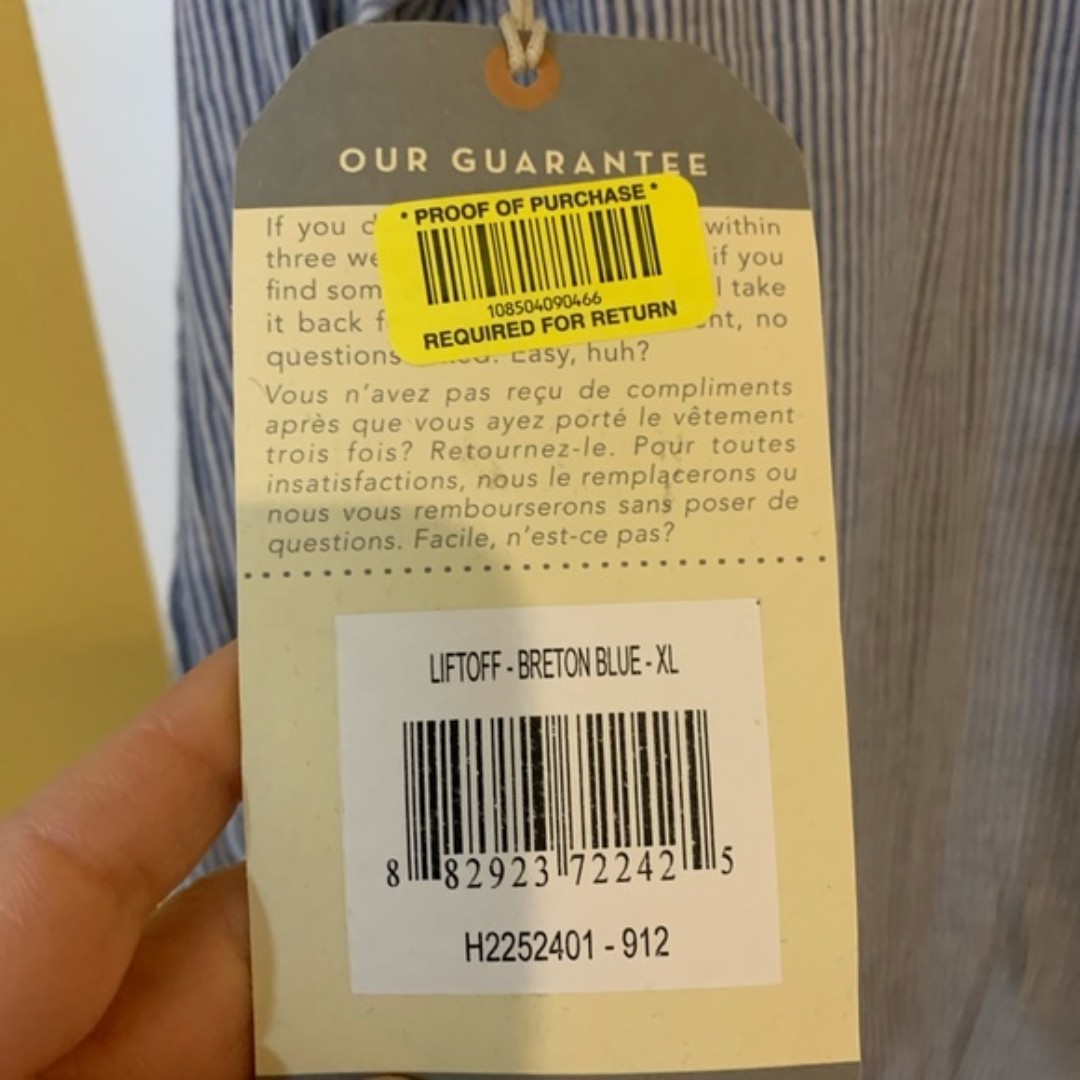 OUR GUARANTEE
* PROOF OF PURCHASE *
108504090466
REQUIRED FOR RETURN
If you within
three if you
find take
it back no
questions Easy, huh?
Vous n'avez pas reçu de compliments
après que vous ayez porté le vêtement
trois fois? Retournez-le. Pour toutes
insatisfactions, nous le remplacerons ou
nous vous rembourserons sans poser de
questions. Facile, n'est-ce pas?
LIFTOFF - BRETON BLUE - XL
8 82923 72242 5
H2252401 - 912